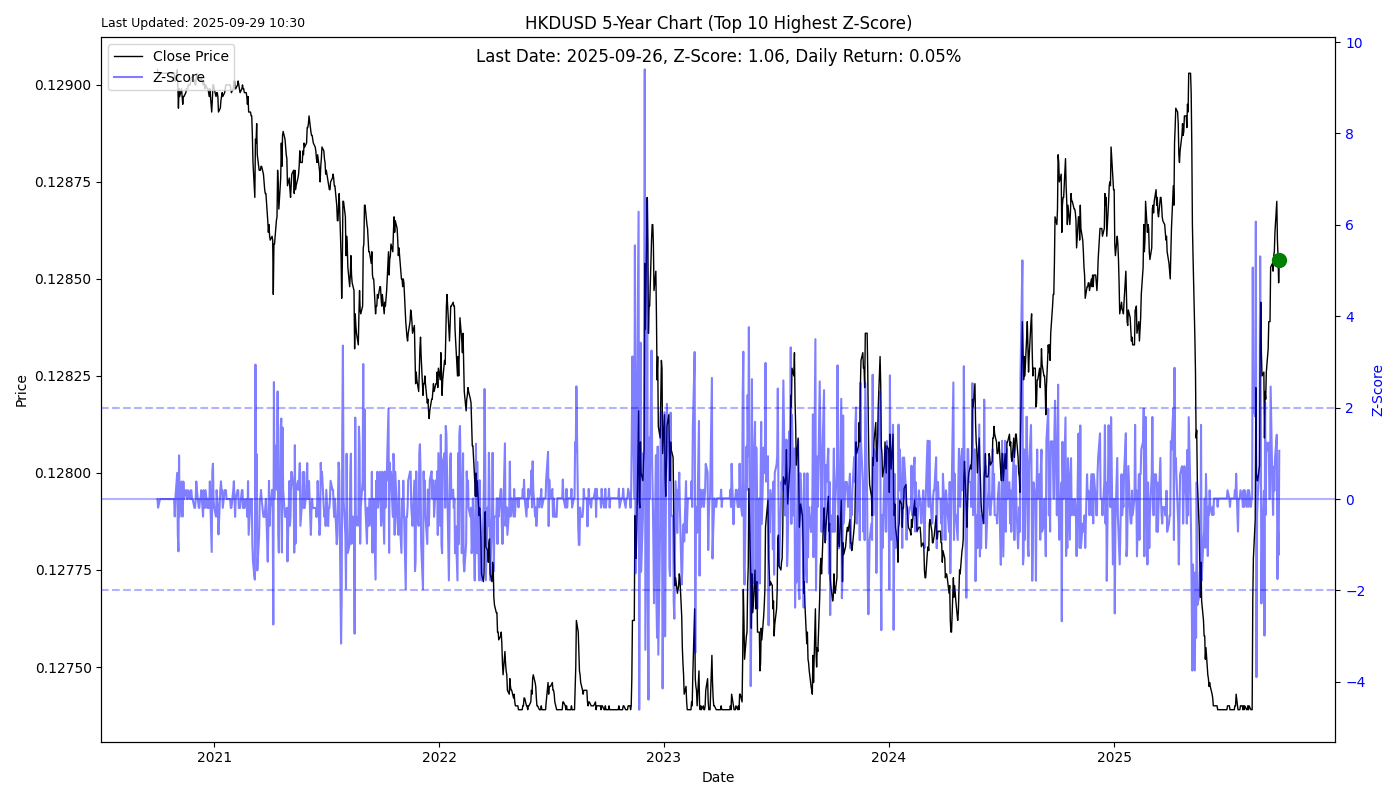 Last Updated: 2025-09-29 10:30
HKDUSD 5-Year Chart (Top 10 Highest Z-Score)
Last Date: 2025-09-26, Z-Score: 1.06, Daily Return: 0.05%
Close Price
Z-Score
Price
0.12900
0.12875
0.12850
0.12825
0.12800
0.12775
0.12750
10
8
6
4
2
0
−2
−4
Z-Score
2021
2022
2023
2024
2025
Date